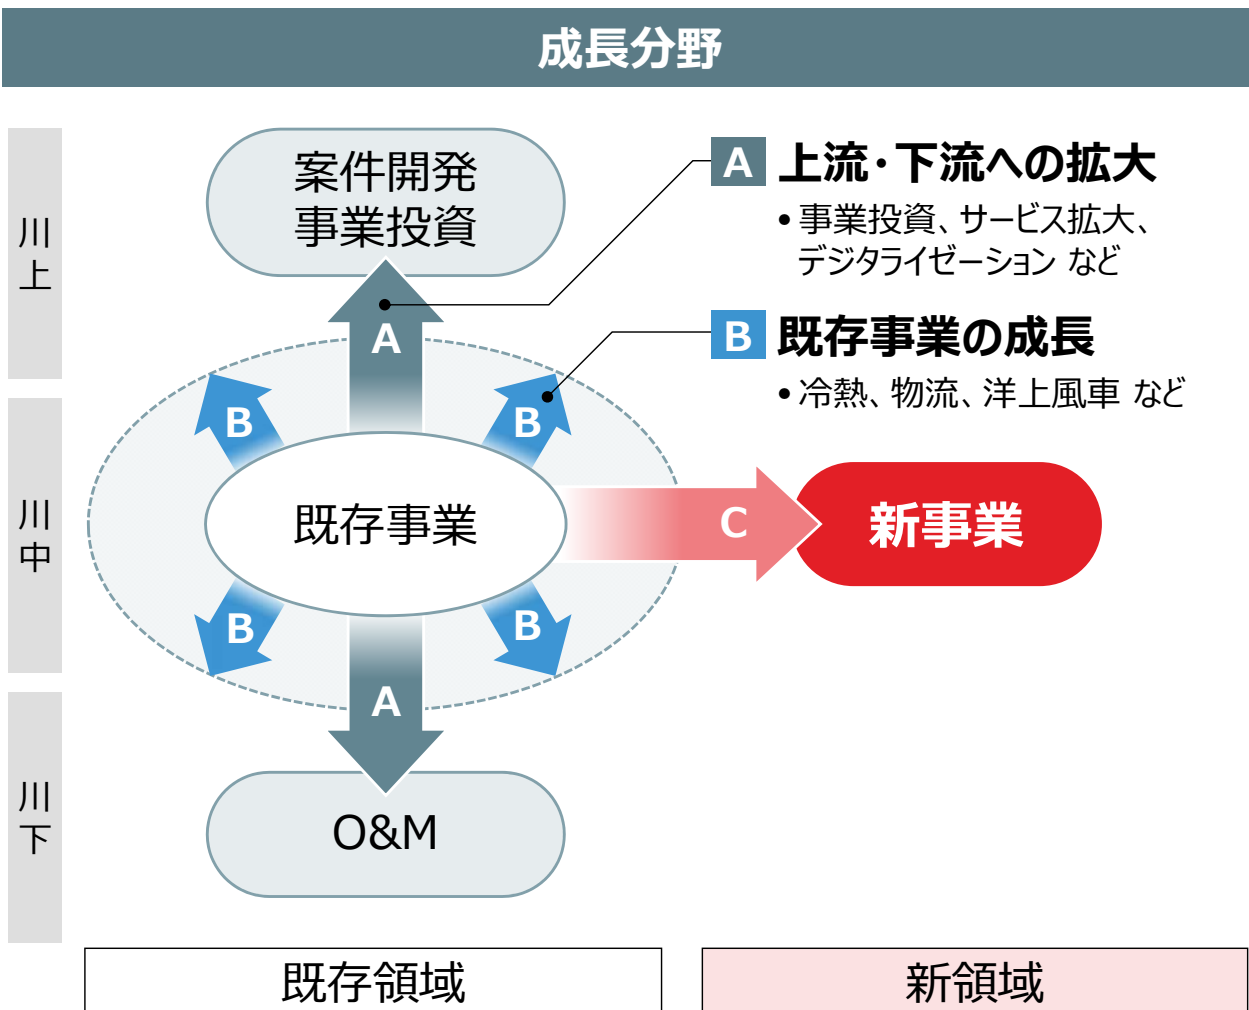 成長分野
川上
案件開発
事業投資
A 上流・下流への拡大
• 事業投資、サービス拡大、
デジタライゼーション など
A
B 既存事業の成長
• 冷熱、物流、洋上風車 など
B
B
川中
既存事業
C
新事業
B
B
A
川下
O&M
既存領域
新領域